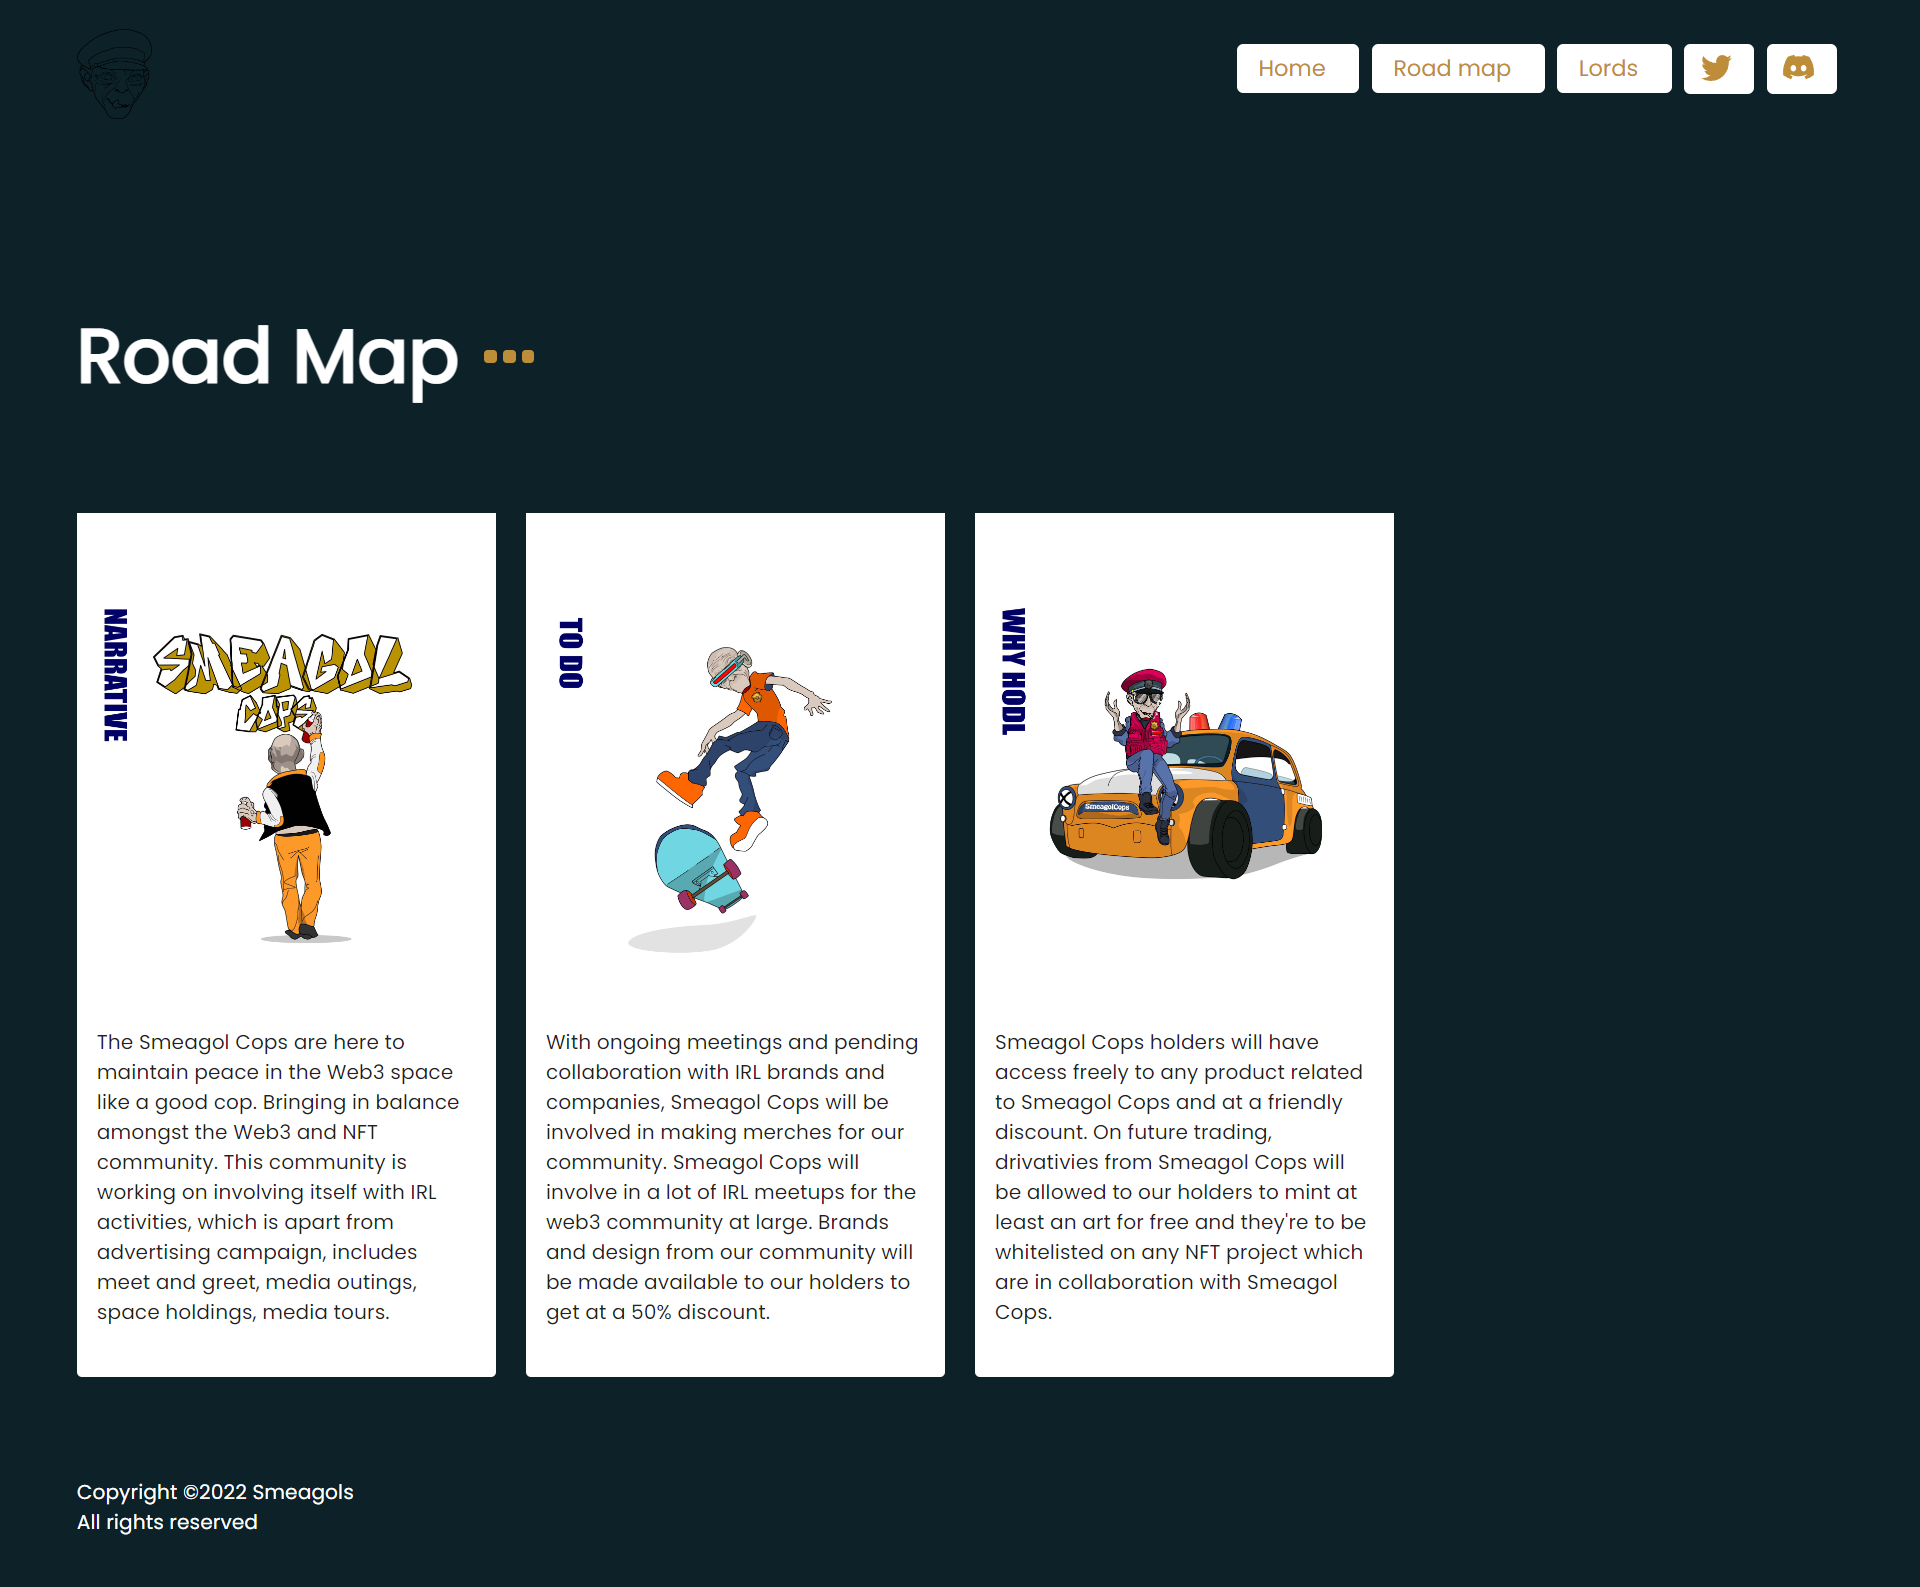 Home
Road map
Lords
Road Map
NARRATIVE
SMEAGOL
COPS
The Smeagol Cops are here to
maintain peace in the Web3 space
like a good cop. Bringing in balance
amongst the Web3 and NFT
community. This community is
working on involving itself with IRL
activities, which is apart from
advertising campaign, includes
meet and greet, media outings,
space holdings, media tours.
TO DO
With ongoing meetings and pending
collaboration with IRL brands and
companies, Smeagol Cops will be
involved in making merches for our
community. Smeagol Cops will
involve in a lot of IRL meetups for the
web3 community at large. Brands
and design from our community will
be made available to our holders to
get at a 50% discount.
WHY HODL
SmeagolCops
Smeagol Cops holders will have
access freely to any product related
to Smeagol Cops and at a friendly
discount. On future trading,
drivativies from Smeagol Cops will
be allowed to our holders to mint at
least an art for free and they're to be
whitelisted on any NFT project which
are in collaboration with Smeagol
Cops.
Copyright ©2022 Smeagols
All rights reserved